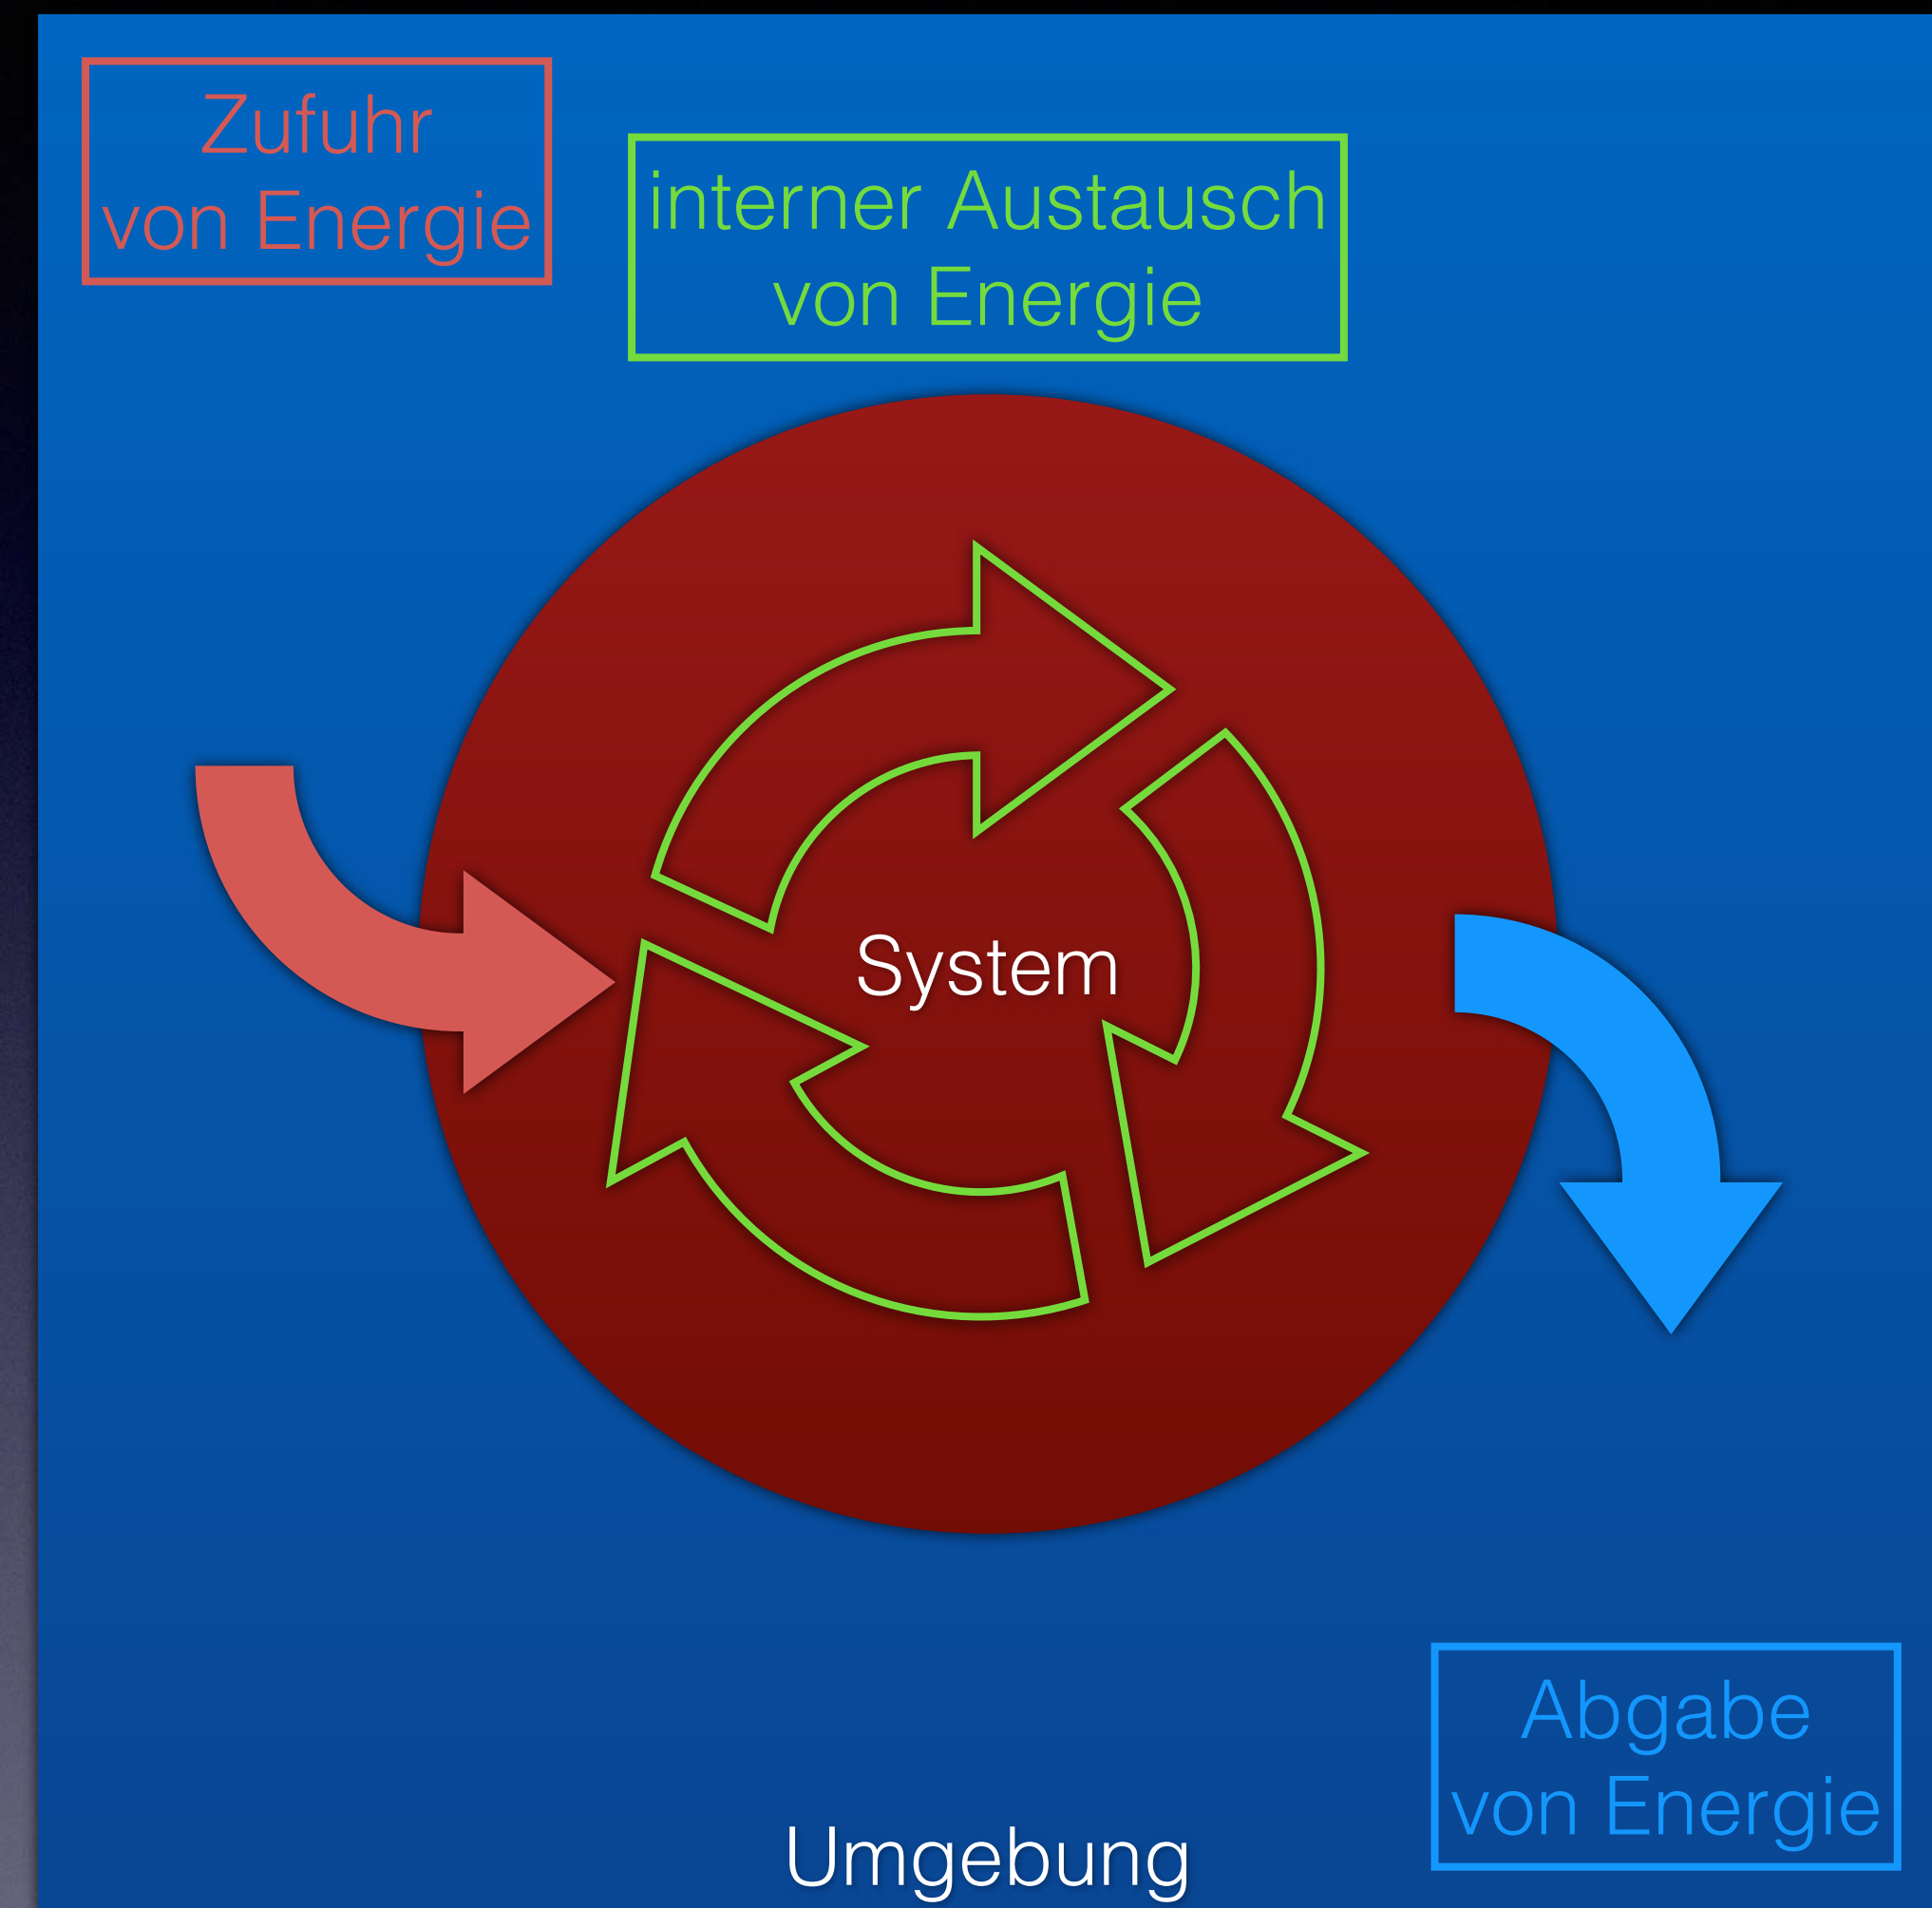 Zufuhr
von Energie
interner Austausch
von Energie
System
Abgabe
von Energie
Umgebung